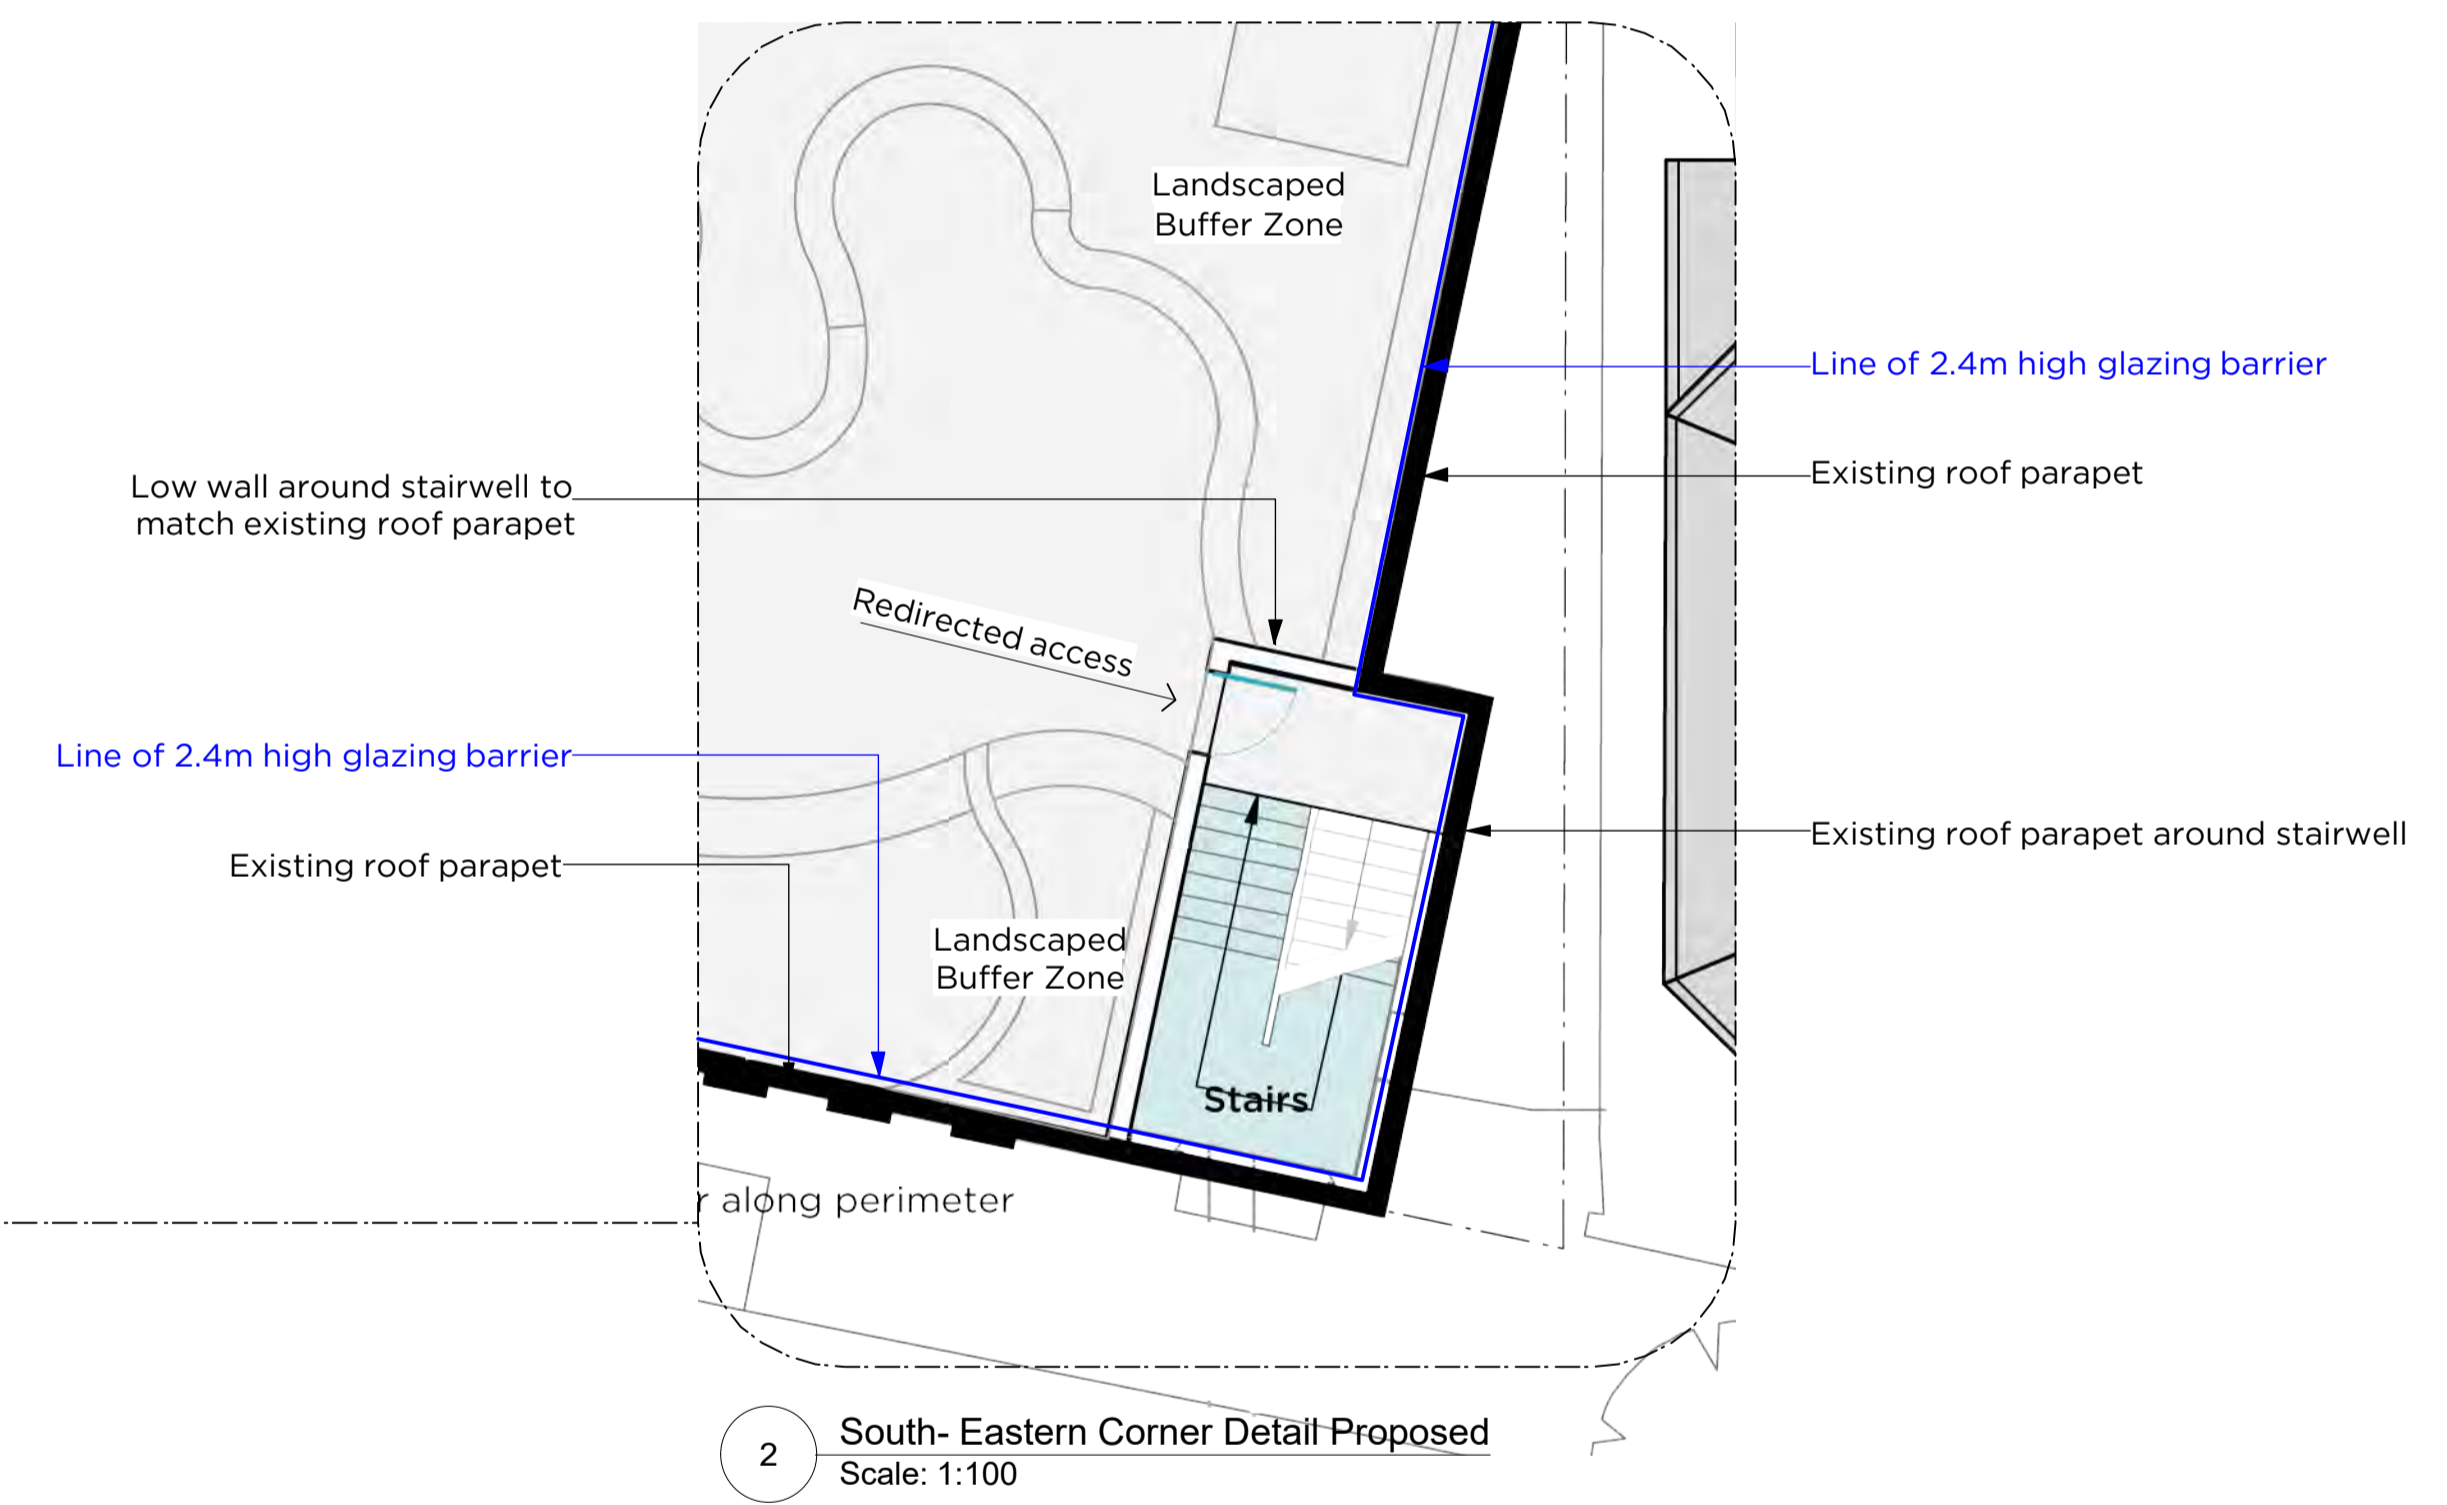 Landscaped
Buffer Zone
Line of 2.4m high glazing barrier
Existing roof parapet
Low wall around stairwell to
match existing roof parapet
Redirected access
Line of 2.4m high glazing barrier
Existing roof parapet around stairwell
Existing roof parapet
Landscaped
Buffer Zone
Stairs
r along perimeter
2
South- Eastern Corner Detail Proposed
Scale: 1:100